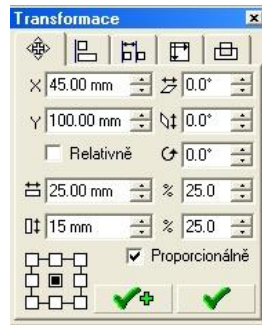 Transformace
X 45.00 mm 0.0°
Y 100.00 mm 0.0°
Relativně 0.0°
25.00 mm % 25.0
15 mm % 25.0
Proporcionálně